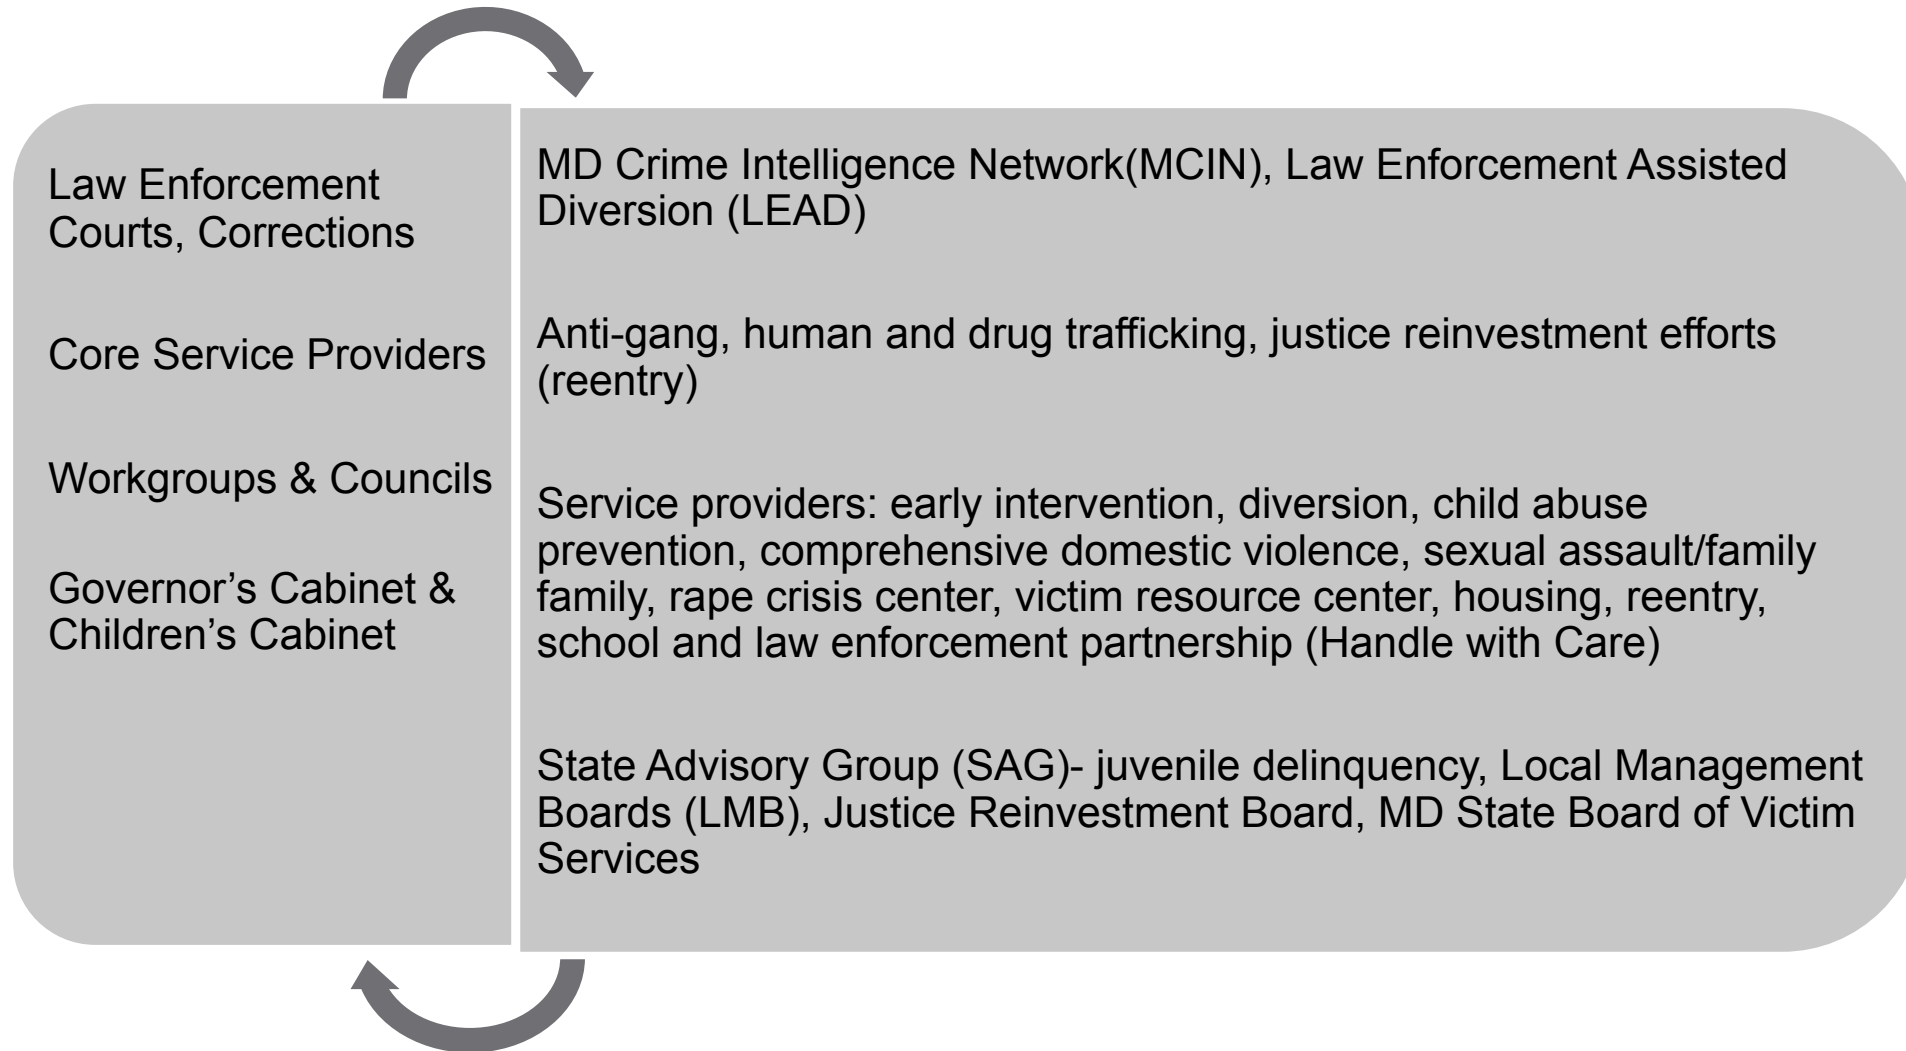 Law Enforcement
Courts, Corrections
Core Service Providers
Workgroups & Councils
Governor’s Cabinet &
Children’s Cabinet
MD Crime Intelligence Network(MCIN), Law Enforcement Assisted
Diversion (LEAD)
Anti-gang, human and drug trafficking, justice reinvestment efforts
(reentry)
Service providers: early intervention, diversion, child abuse
prevention, comprehensive domestic violence, sexual assault/family
family, rape crisis center, victim resource center, housing, reentry,
school and law enforcement partnership (Handle with Care)
State Advisory Group (SAG)- juvenile delinquency, Local Management
Boards (LMB), Justice Reinvestment Board, MD State Board of Victim
Services